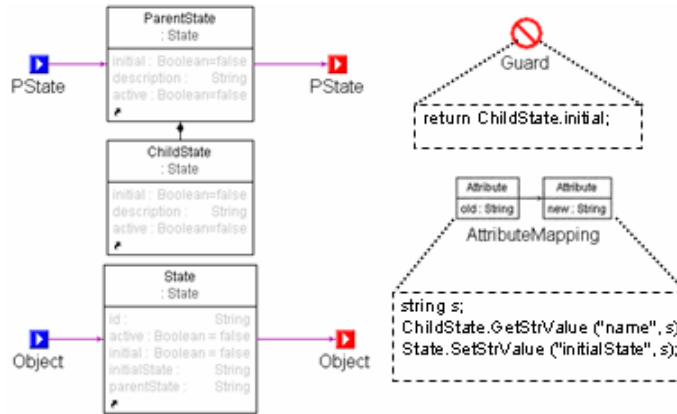 ParentState
: State
initial : Boolean=false
description : String
active : Boolean=false
PState
PState
ChildState
: State
initial : Boolean=false
description : String
active : Boolean=false
State
: State
id : String
active : Boolean = false
initial : Boolean = false
initialState : String
parentState : String
Object
Object
Guard
return ChildState.initial;
Attribute
old : String
Attribute
new : String
AttributeMapping
string s;
ChildState.GetStrValue ("name", s)
State.SetStrValue ("initialState", s);